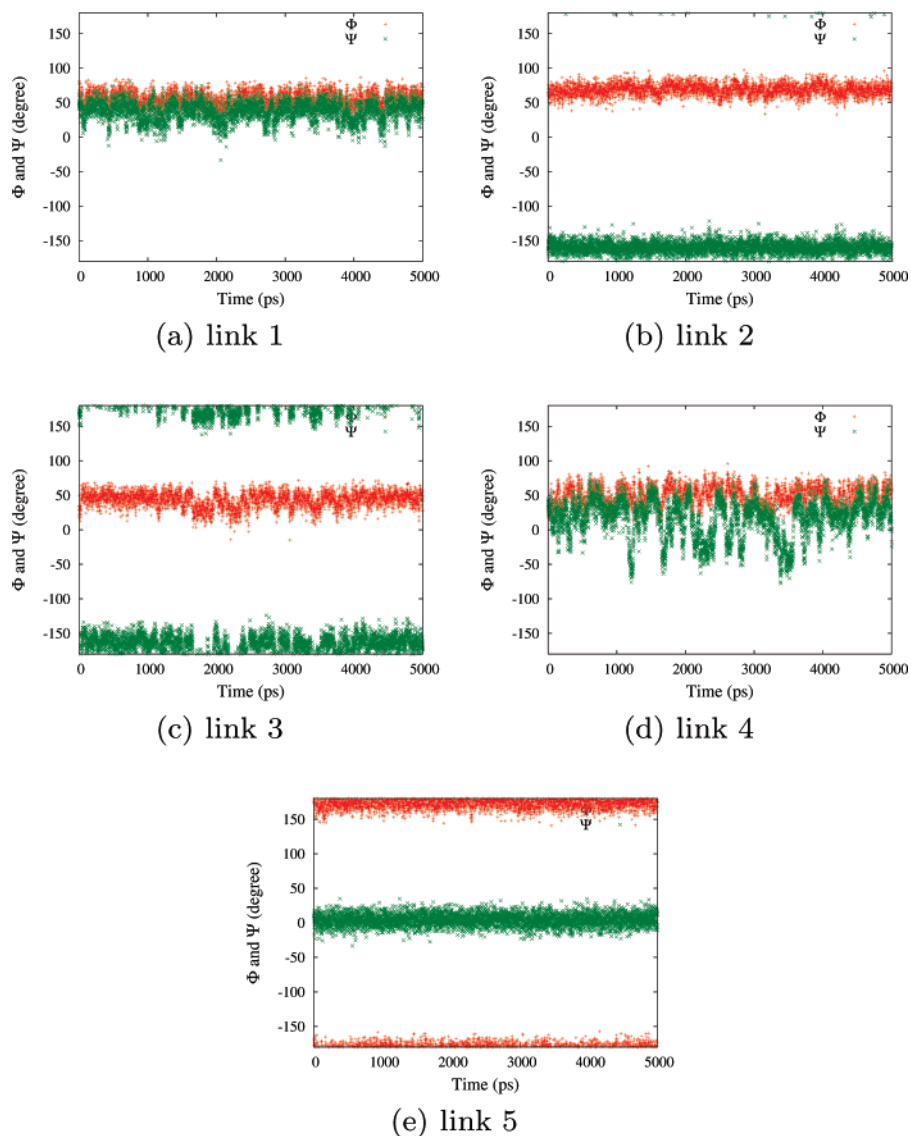 Φ
Ψ
150
100
50
0
-50
-100
-150
Φ and Ψ (degree)
0 1000 2000 3000 4000 5000
Time (ps)
(a) link 1
Φ
Ψ
150
100
50
0
-50
-100
-150
Φ and Ψ (degree)
0 1000 2000 3000 4000 5000
Time (ps)
(b) link 2
Φ
Ψ
150
100
50
0
-50
-100
-150
Φ and Ψ (degree)
0 1000 2000 3000 4000 5000
Time (ps)
(c) link 3
Φ
Ψ
150
100
50
0
-50
-100
-150
Φ and Ψ (degree)
0 1000 2000 3000 4000 5000
Time (ps)
(d) link 4
Ψ
150
100
50
0
-50
-100
-150
Φ and Ψ (degree)
0 1000 2000 3000 4000 5000
Time (ps)
(e) link 5